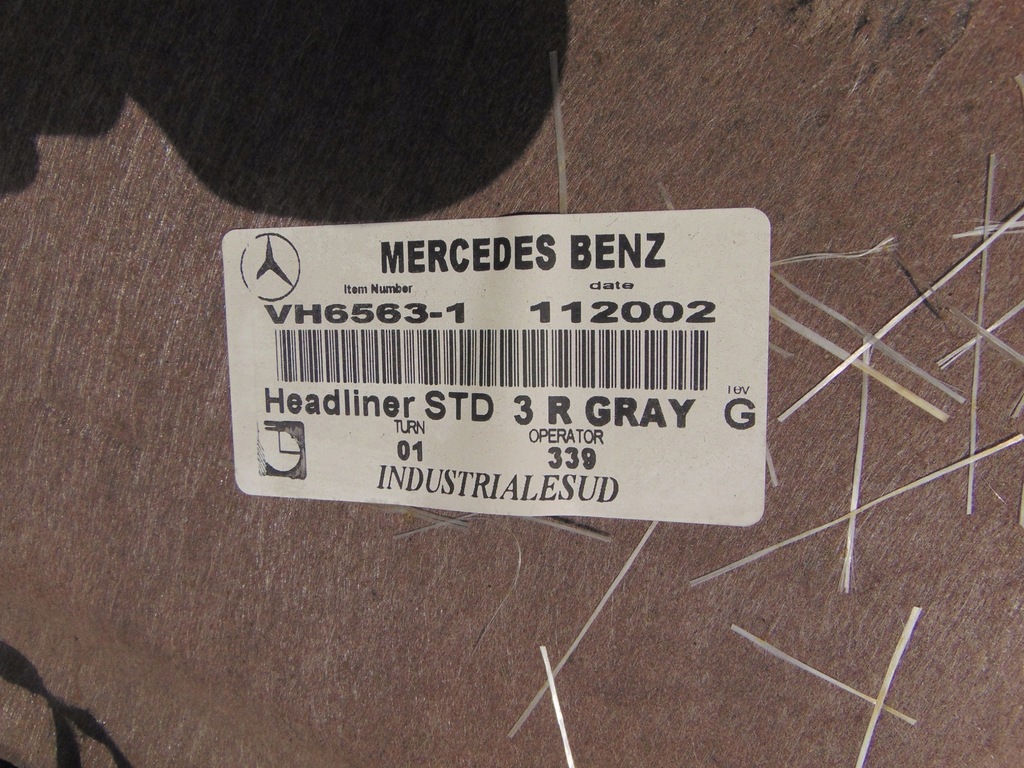 MERCEDES BENZ
Item Number date
VH6563-1 112002
rev
Headliner STD 3 R GRAY G
TURN OPERATOR
01 339
INDUSTRIALESUD